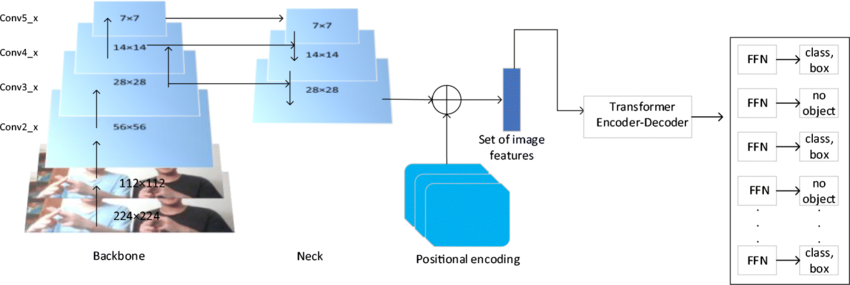 Conv5_x
7×7
Conv4_x
14×14
Conv3_x
28×28
Conv2_x
56×56
112×112
224×224
Backbone
7×7
14×14
28×28
Neck
Positional encoding
Set of image
features
Transformer
Encoder-Decoder
FFN
class,
box
FFN
no
object
FFN
class,
box
FFN
no
object
FFN
class,
box